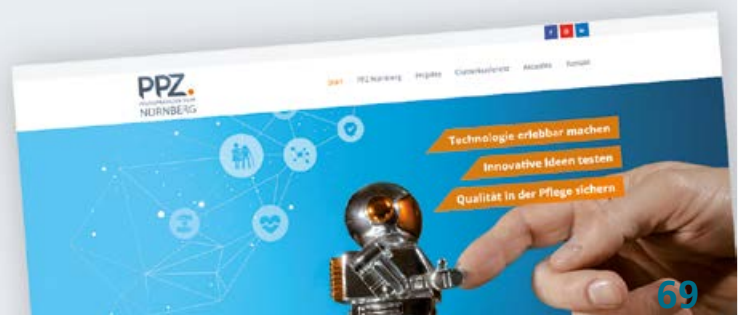 PPZ.
NÜRNBERG
Start PPZ Nürnberg Projekte Clusterkonferenz Aktuelles Kontakt
Technologie erlebbar machen
Innovative Ideen testen
Qualität in der Pflege sichern
69